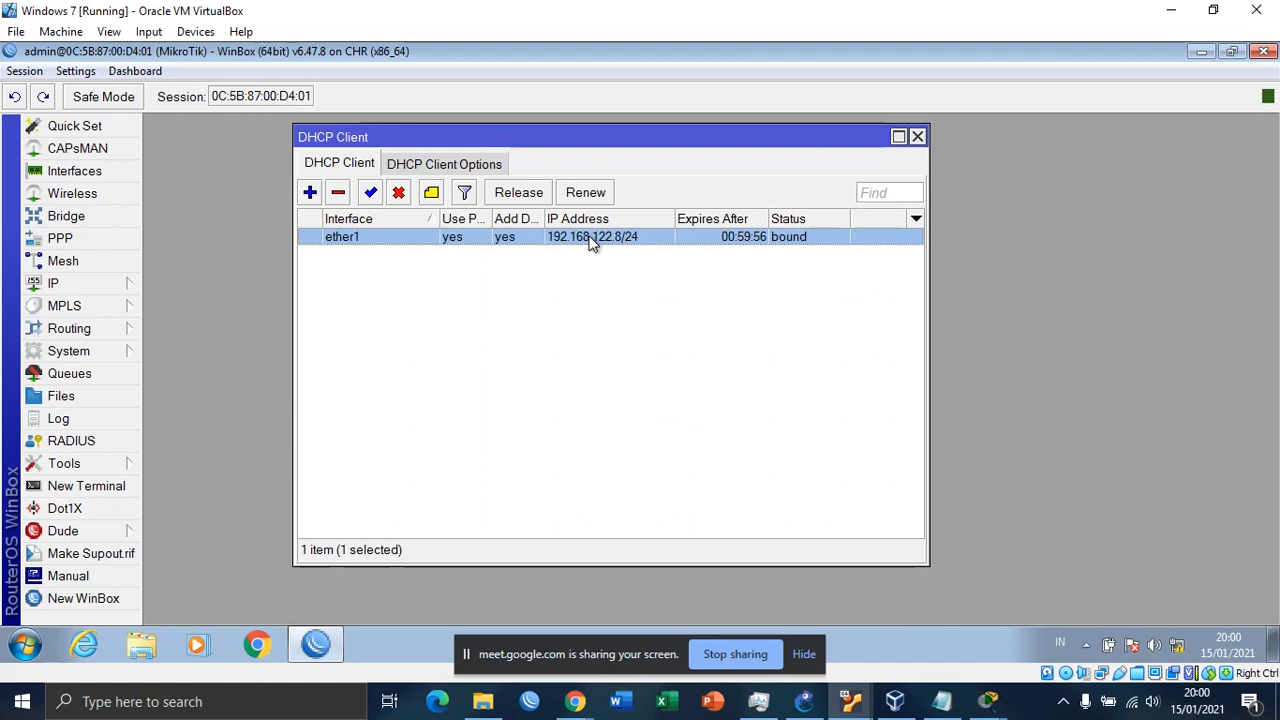 Windows 7 [Running] - Oracle VM VirtualBox
File Machine View Input Devices Help
admin@0C:5B:87:00:D4:01 (MikroTik) - WinBox (64bit) v6.47.8 on CHR (x86_64)
Session Settings Dashboard
Safe Mode Session: 0C:5B:87:00:D4:01
Quick Set
CAPsMAN
Interfaces
Wireless
Bridge
PPP
Mesh
IP
MPLS
Routing
System
Queues
Files
Log
RADIUS
Tools
New Terminal
Dot1X
Dude
Make Supout.rif
Manual
New WinBox
RouterOS WinBox
DHCP Client
DHCP Client DHCP Client Options
Release Renew Find
Interface Use P... Add D... IP Address Expires After Status
ether1 yes yes 192.168.122.8/24 00:59:56 bound
1 item (1 selected)
meet.google.com is sharing your screen. Stop sharing Hide
IN 20:00
15/01/2021
Right Ctrl
Type here to search
20:00
15/01/2021
1